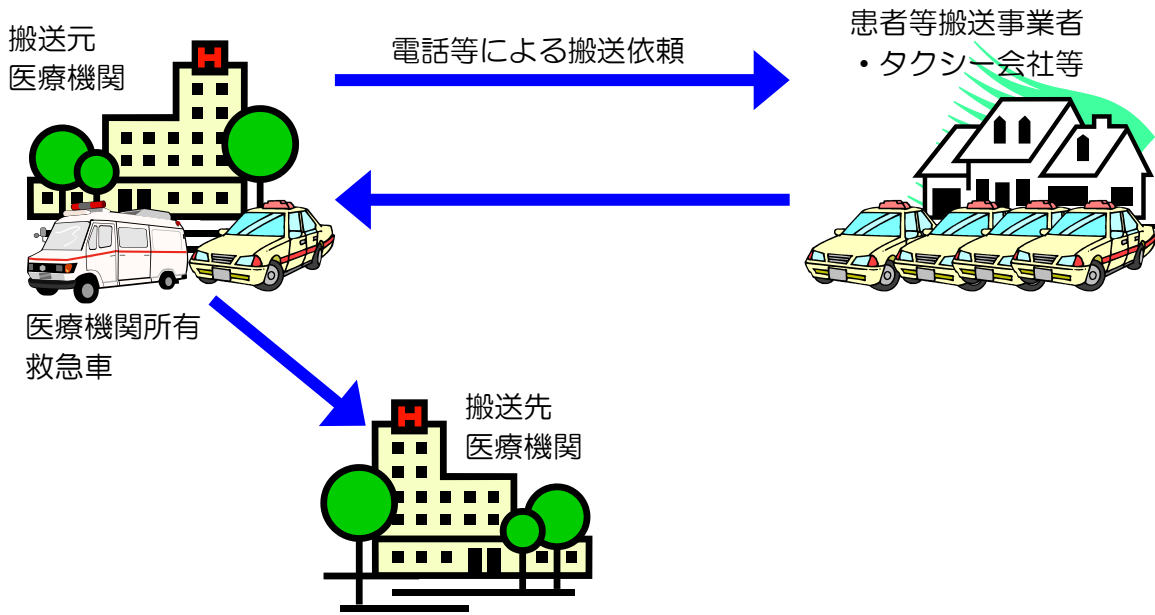 搬送元
医療機関
H
電話等による搬送依頼
患者等搬送事業者
・タクシー会社等
医療機関所有
救急車
H
搬送先
医療機関